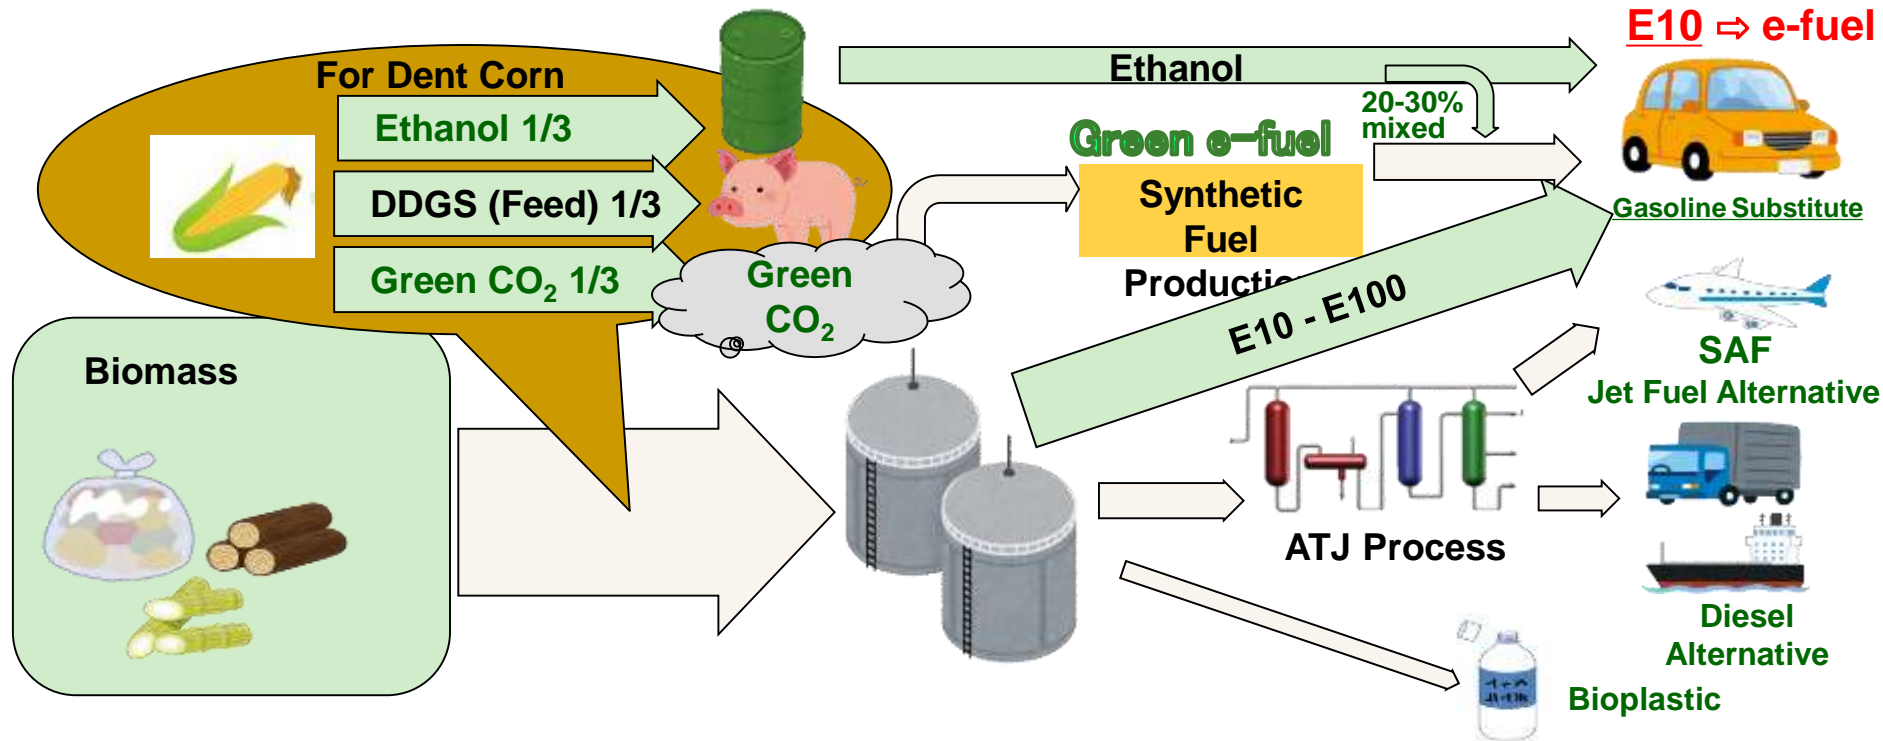 For Dent Corn
Ethanol 1/3
DDGS (Feed) 1/3
Green CO₂ 1/3
Green
CO₂
Biomass
Ethanol
20-30%
mixed
Green e-fuel
Synthetic
Fuel
E10 - E100
ATJ Process
E10 ⇨ e-fuel
Gasoline Substitute
SAF
Jet Fuel Alternative
Diesel
Alternative
Bioplastic